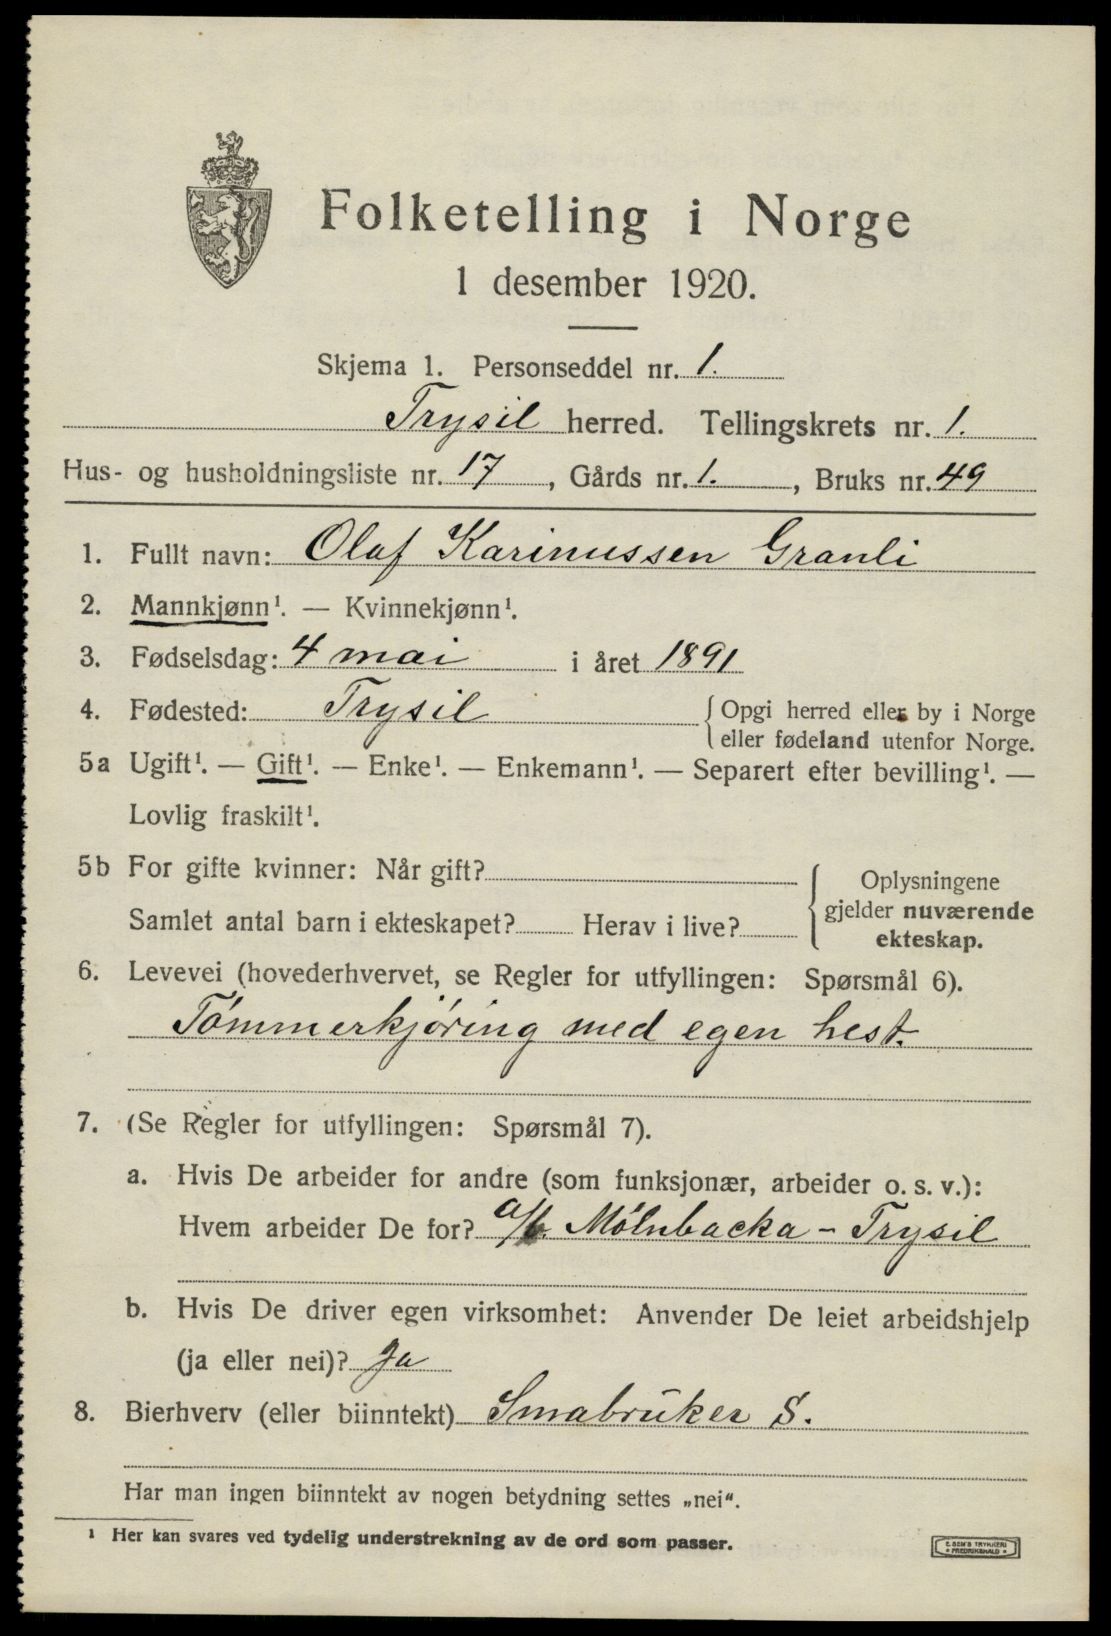 Folketelling i Norge
1 desember 1920.
Skjema 1. Personseddel nr. 1.
Trysil herred. Tellingskrets nr. 1.
Hus- og husholdningsliste nr. 17, Gårds nr. 1., Bruks nr. 49
1. Fullt navn: Olaf Karinussen Granli
2. Mannkjønn¹. — Kvinnekjønn¹.
3. Fødselsdag: 4 mai i året 1891
4. Fødested: Trysil {Opgi herred eller by i Norge
eller fødeland utenfor Norge.
5a Ugift¹. — Gift¹. — Enke¹. — Enkemann¹. — Separert efter bevilling¹. —
Lovlig fraskilt¹.
5b For gifte kvinner: Når gift?
Samlet antal barn i ekteskapet? Herav i live?
{Oplysningene
gjelder nuværende
ekteskap.
6. Levevei (hovederhvervet, se Regler for utfyllingen: Spørsmål 6).
Tömmerkjöring med egen hest.
7. (Se Regler for utfyllingen: Spørsmål 7).
a. Hvis De arbeider for andre (som funksjonær, arbeider o. s. v.):
Hvem arbeider De for? a/b. Mölnbacka - Trysil
b. Hvis De driver egen virksomhet: Anvender De leiet arbeidshjelp
(ja eller nei)? Ja
8. Bierhverv (eller biinntekt) Smabrüker S.
Har man ingen biinntekt av nogen betydning settes „nei“.
¹ Her kan svares ved tydelig understrekning av de ord som passer.
E. SEM'S TRYKKERI
• FREDRIKSHALD •